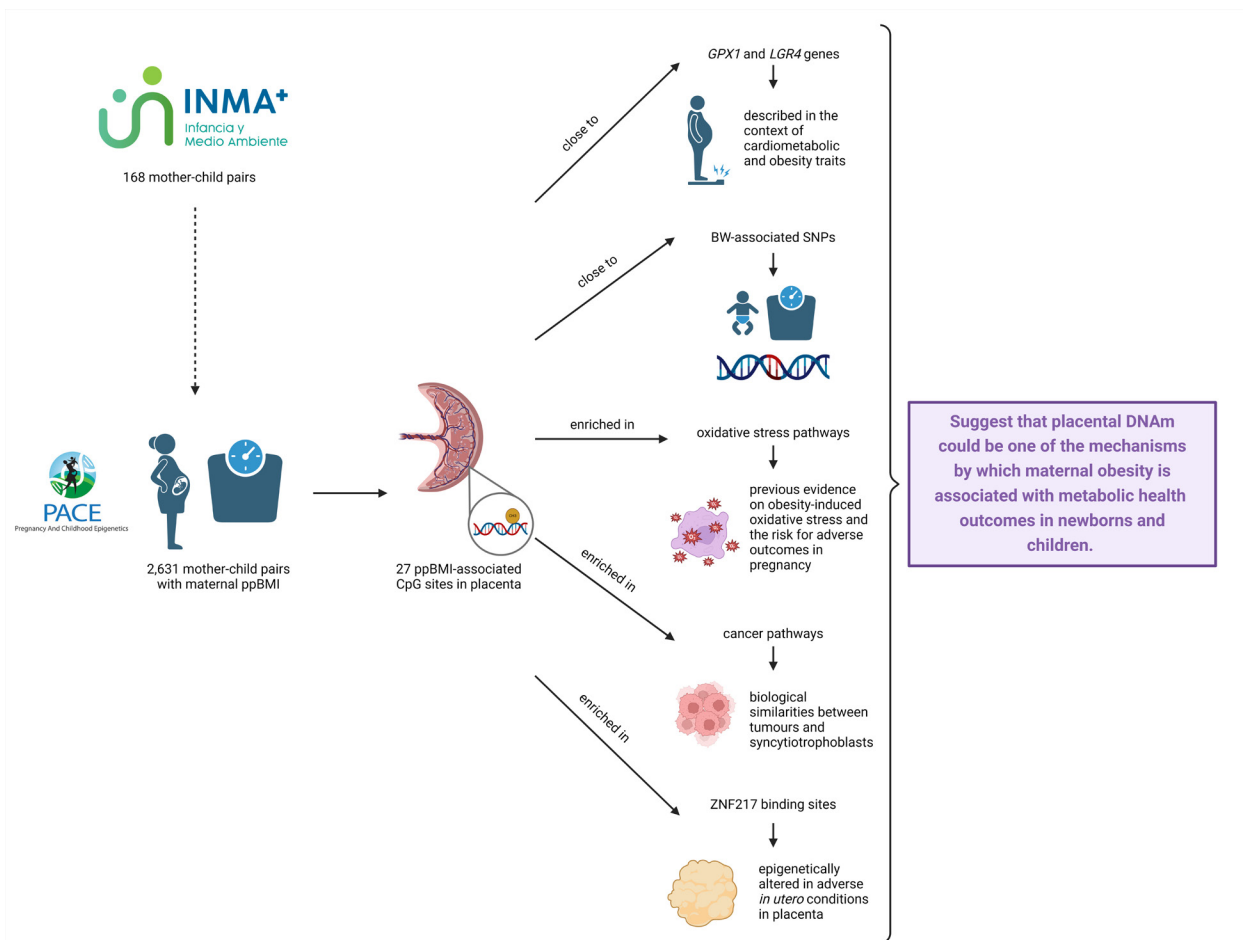 INMA+
Infancia y
Medio Ambiente
168 mother-child pairs
PACE
Pregnancy And Childhood Epigenetics
2,631 mother-child pairs
with maternal ppBMI
27 ppBMI-associated
CpG sites in placenta
close to
GPX1 and LGR4 genes
described in the
context of
cardiometabolic
and obesity traits
close to
BW-associated SNPs
enriched in
oxidative stress pathways
previous evidence
on obesity-induced
oxidative stress and
the risk for adverse
outcomes in
pregnancy
enriched in
cancer pathways
biological
similarities between
tumours and
syncytiotrophoblasts
enriched in
ZNF217 binding sites
epigenetically
altered in adverse
in utero conditions
in placenta
Suggest that placental DNAm
could be one of the mechanisms
by which maternal obesity is
associated with metabolic health
outcomes in newborns and
children.